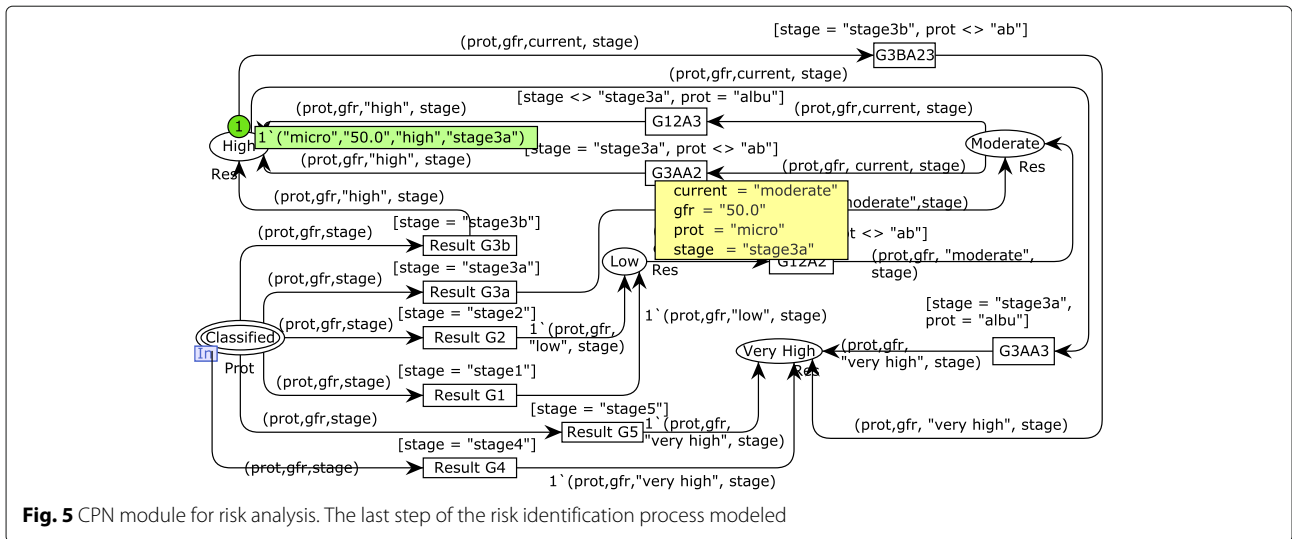 [stage = "stage3b", prot <> "ab"]
(prot,gfr,current, stage)
G3BA23
(prot,gfr,current, stage)
[stage <> "stage3a", prot = "albu"]
(prot,gfr,"high", stage)
G12A3
(prot,gfr,current, stage)
1
1`("micro","50.0","high","stage3a")
High
Res
[stage = "stage3a", prot <> "ab"]
Moderate
Res
(prot,gfr,"high", stage)
G3AA2
(prot,gfr, current, stage)
current = "moderate"
gfr = "50.0"
prot = "micro"
stage = "stage3a"
(prot,gfr,"high", stage)
oderate",stage)
[stage = "stage3b"]
(prot,gfr,stage)
Result G3b
<> "ab"]
Low
Res
G12A2
(prot,gfr, "moderate",
stage)
[stage = "stage3a"]
(prot,gfr,stage)
Result G3a
[stage = "stage2"]
(prot,gfr,stage)
Result G2
1`(prot,gfr,
"low", stage)
1`(prot,gfr,"low", stage)
[stage = "stage3a",
prot = "albu"]
Classified
In
Prot
Very High
Res
(prot,gfr,
"very high", stage)
G3AA3
[stage = "stage1"]
(prot,gfr,stage)
Result G1
[stage = "stage5"]
(prot,gfr,stage)
Result G5
1`(prot,gfr,
"very high", stage)
(prot,gfr, "very high", stage)
[stage = "stage4"]
(prot,gfr,stage)
Result G4
1`(prot,gfr,"very high", stage)
Fig. 5 CPN module for risk analysis. The last step of the risk identification process modeled